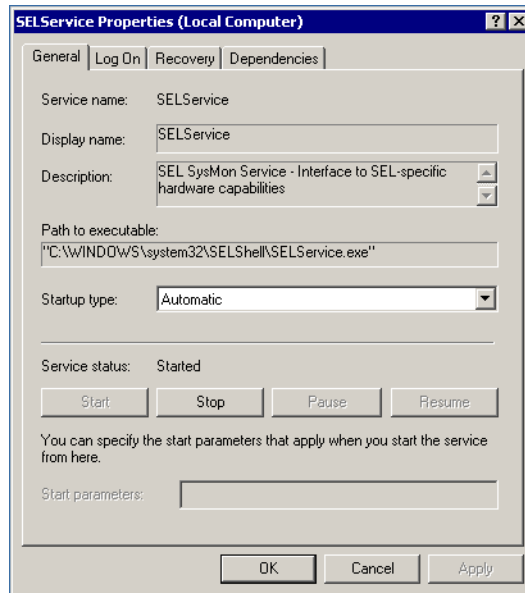 SELService Properties (Local Computer)
General Log On Recovery Dependencies
Service name: SELService
Display name: SELService
Description: SEL SysMon Service - Interface to SEL-specific
hardware capabilities
Path to executable:
"C:\WINDOWS\system32\SELShell\SELService.exe"
Startup type: Automatic
Service status: Started
Start Stop Pause Resume
You can specify the start parameters that apply when you start the service
from here.
Start parameters:
OK Cancel Apply